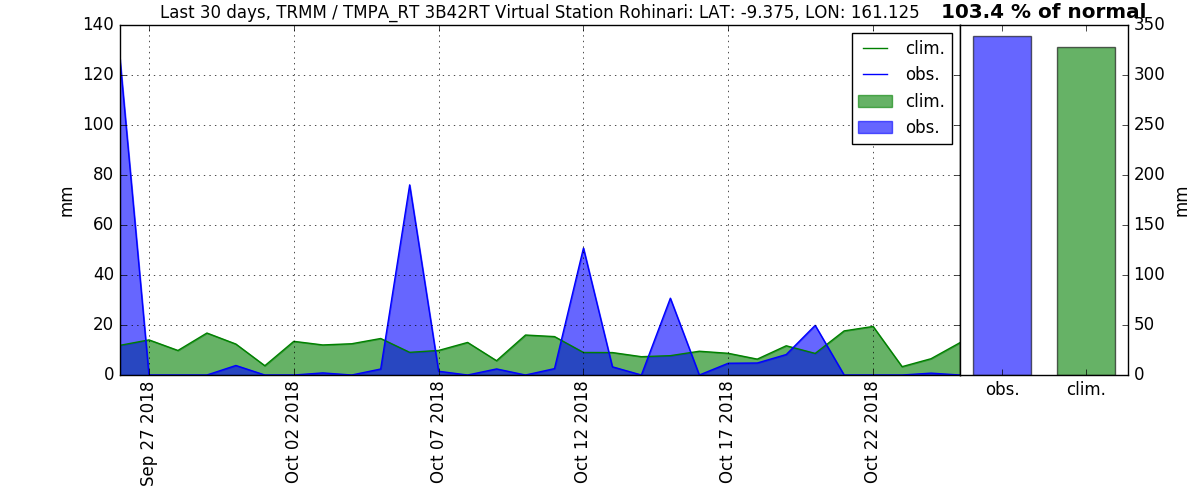 Last 30 days, TRMM / TMPA_RT 3B42RT Virtual Station Rohinari: LAT: -9.375, LON: 161.125
103.4 % of normal
140
120
100
80
60
40
20
0
mm
clim.
obs.
clim.
obs.
350
300
250
200
150
100
50
0
mm
Sep 27 2018
Oct 02 2018
Oct 07 2018
Oct 12 2018
Oct 17 2018
Oct 22 2018
obs.
clim.